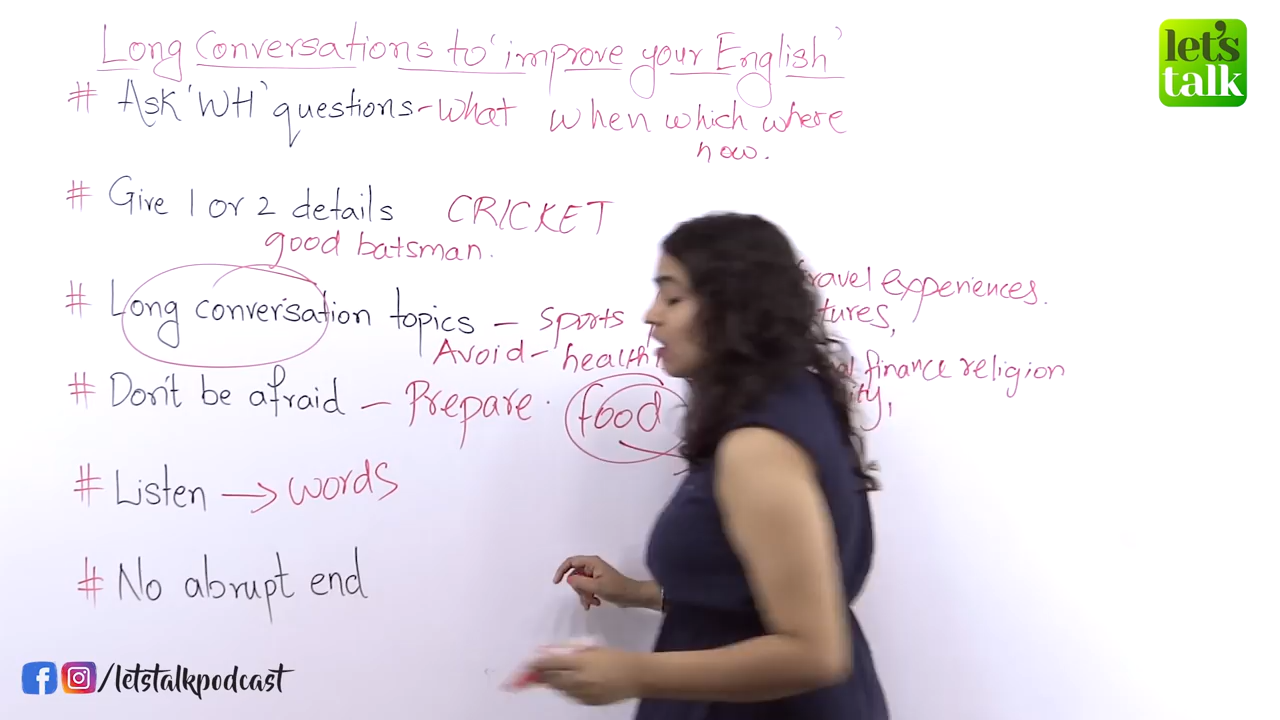 Long Conversations to 'improve your English'
let's talk
# Ask 'WH' questions - what when which where
how.
# Give 1 or 2 details CRICKET
good batsman.
# Long conversation topics - Sports travel experiences.
Avoid - health finance religion
# Don't be afraid - Prepare. food
# Listen → words
# No abrupt end
/letstalkpodcast